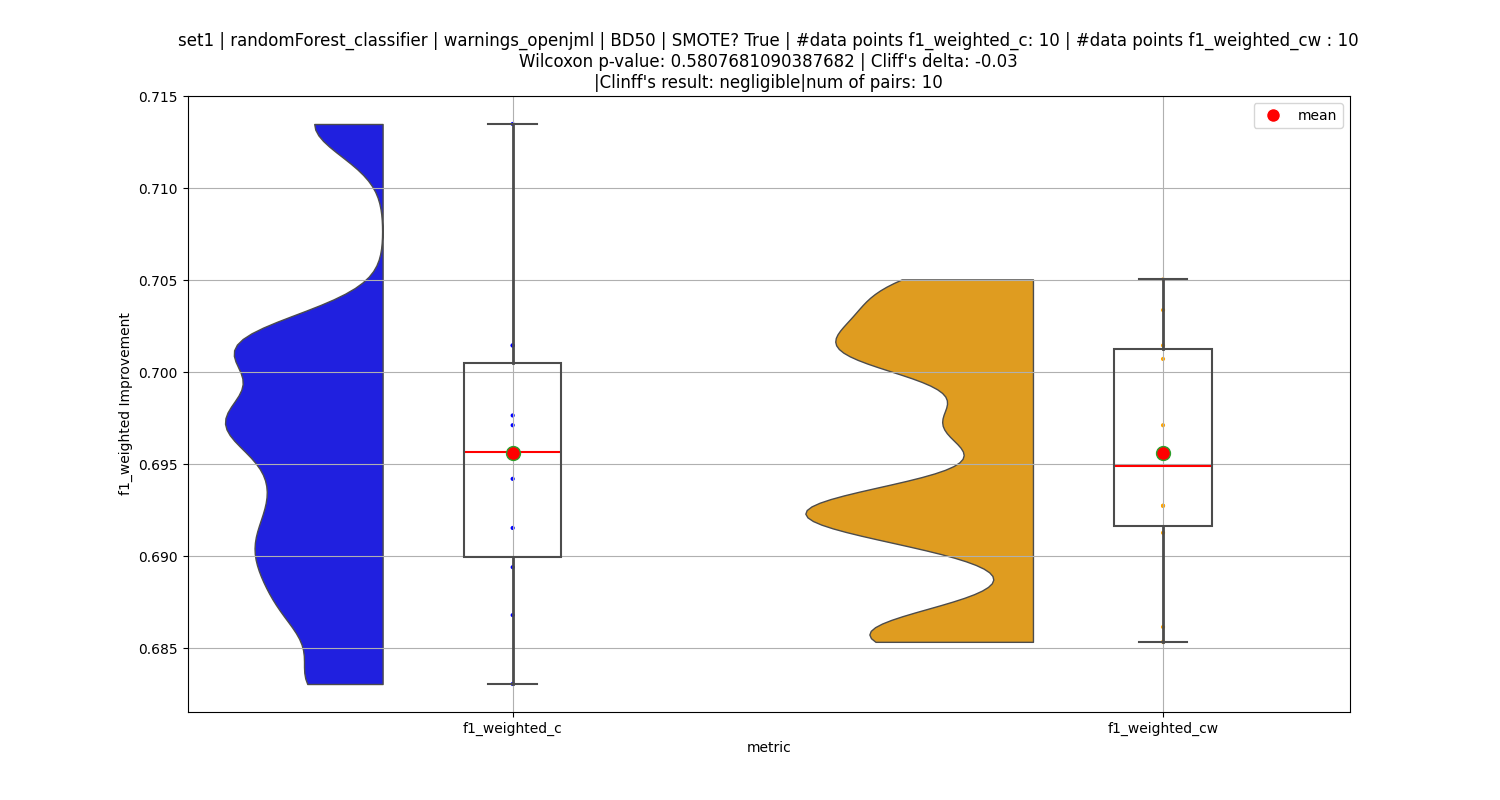 set1 | randomForest_classifier | warnings_openjml | BD50 | SMOTE? True | #data points f1_weighted_c: 10 | #data points f1_weighted_cw : 10
Wilcoxon p-value: 0.5807681090387682 | Cliff's delta: -0.03
|Clinff's result: negligible|num of pairs: 10
mean
0.715
0.710
0.705
0.700
0.695
0.690
0.685
f1_weighted Improvement
f1_weighted_c
f1_weighted_cw
metric